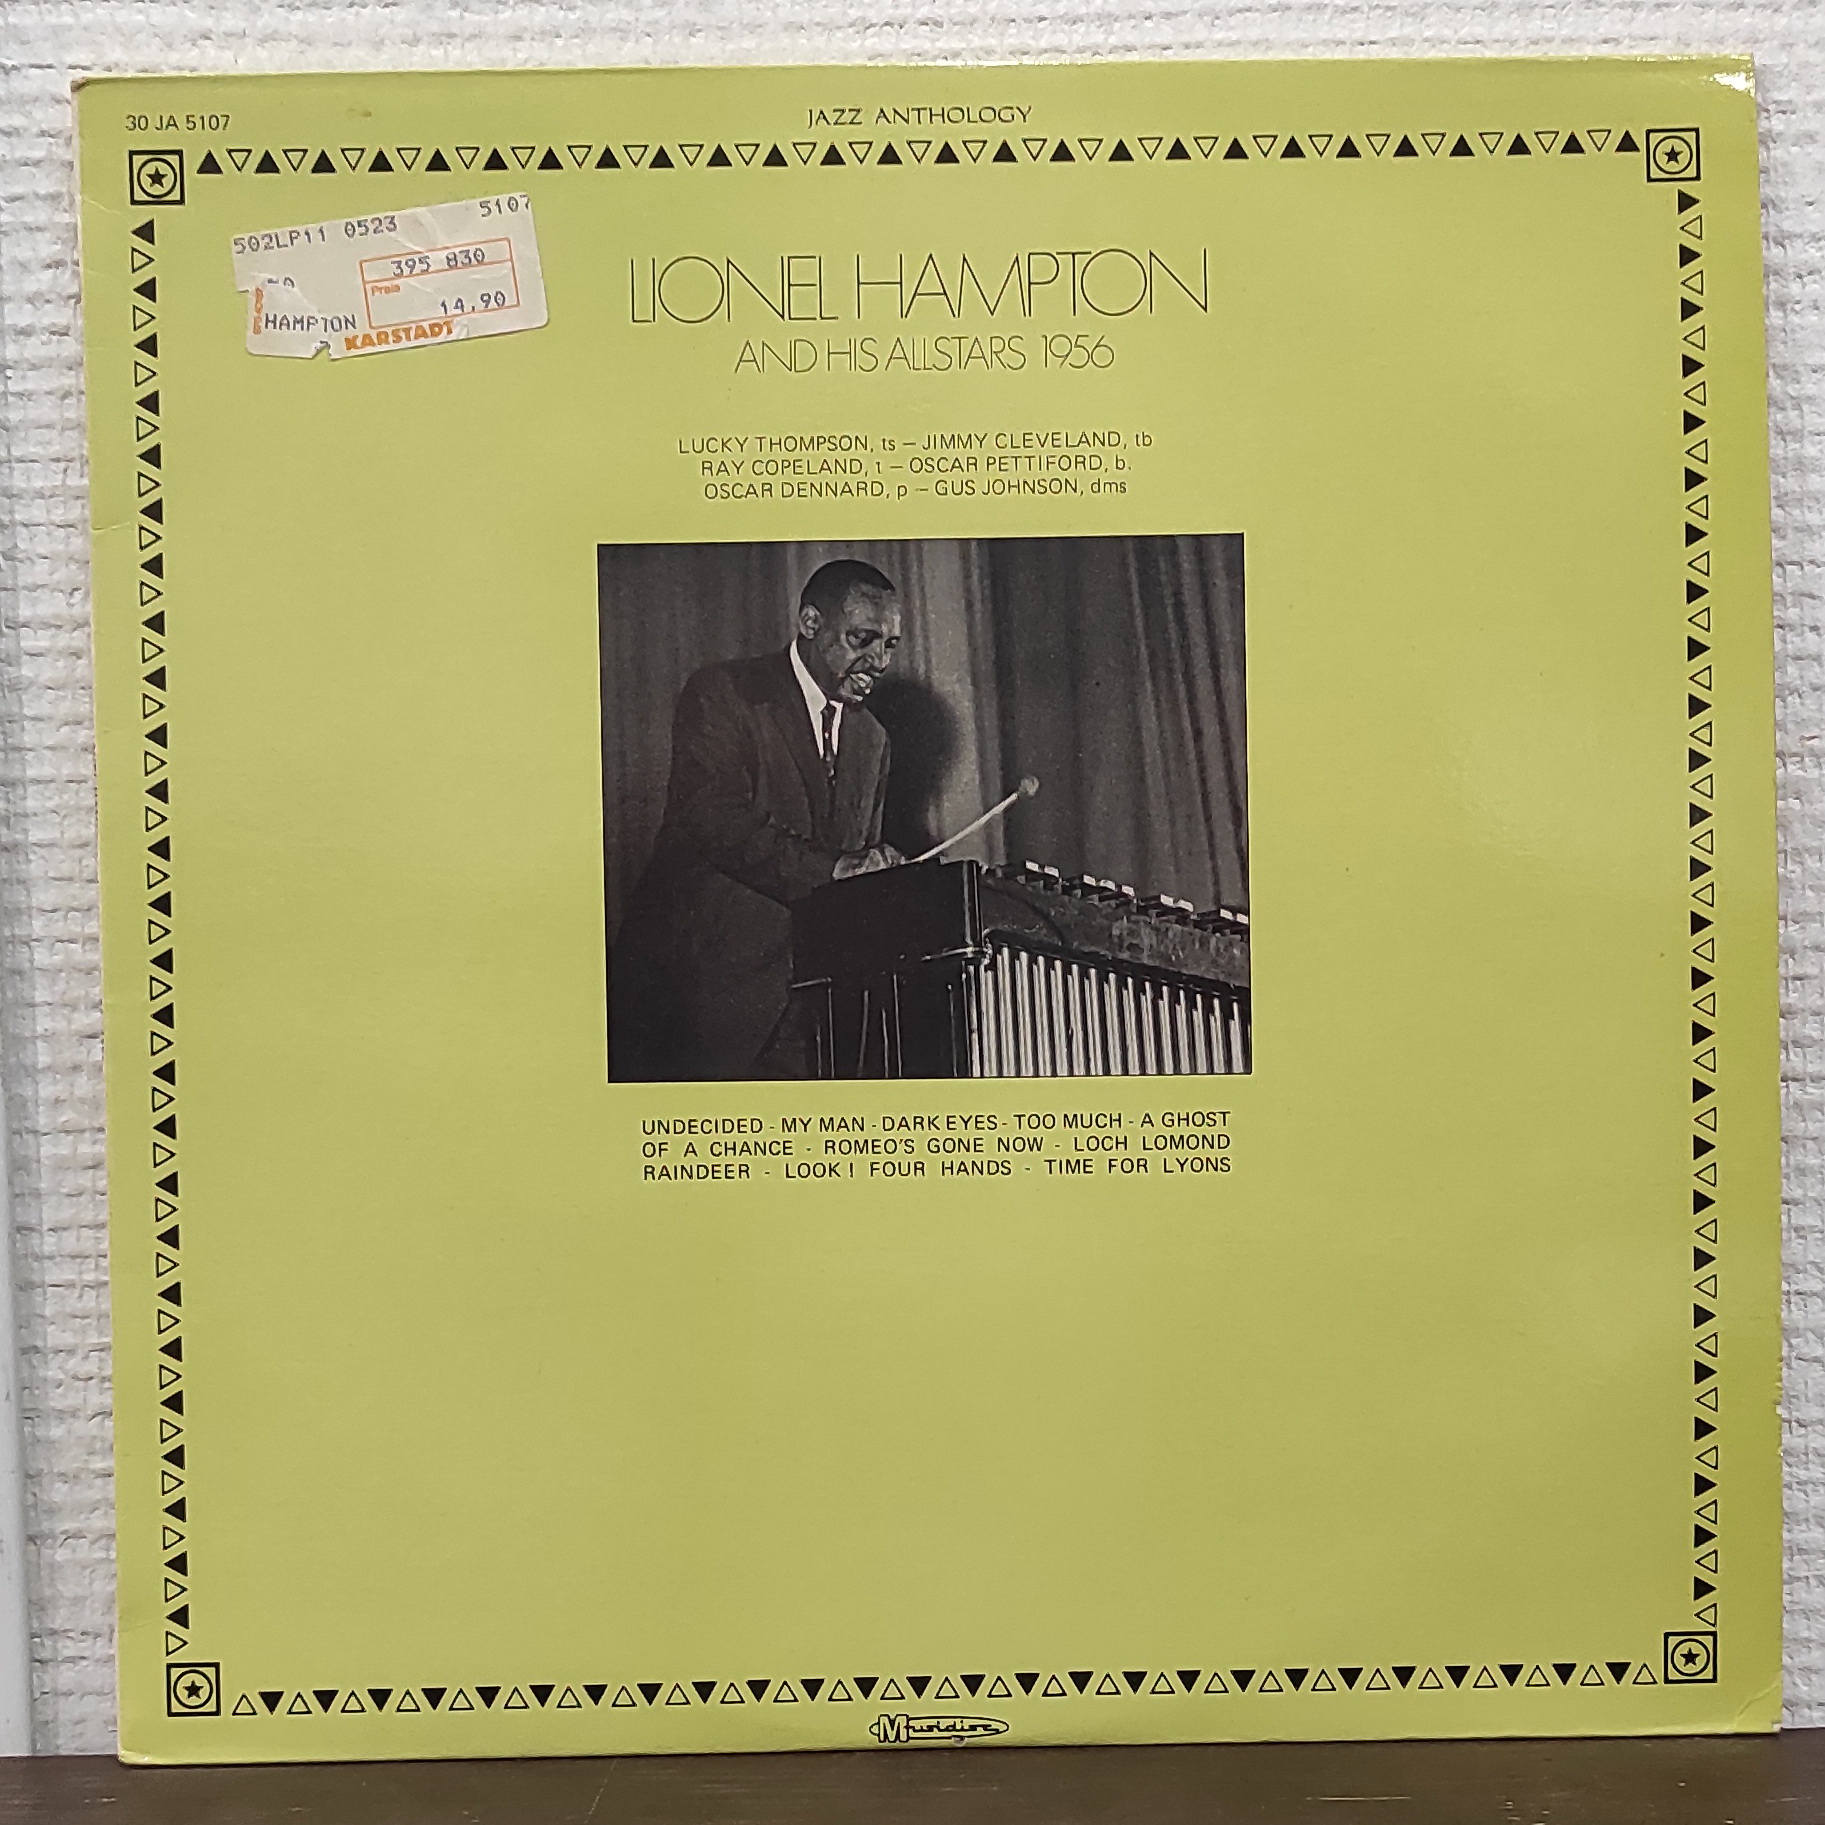 30 JA 5107
JAZZ ANTHOLOGY
502LP11 0523 5107
395 830
Preis
14,90
HAMPTON
KARSTADT
LIONEL HAMPTON
AND HIS ALLSTARS 1956
LUCKY THOMPSON, ts – JIMMY CLEVELAND, tb
RAY COPELAND, t – OSCAR PETTIFORD, b.
OSCAR DENNARD, p – GUS JOHNSON, dms
UNDECIDED - MY MAN - DARK EYES - TOO MUCH - A GHOST
OF A CHANCE - ROMEO'S GONE NOW - LOCH LOMOND
RAINDEER - LOOK ! FOUR HANDS - TIME FOR LYONS
Musidisc